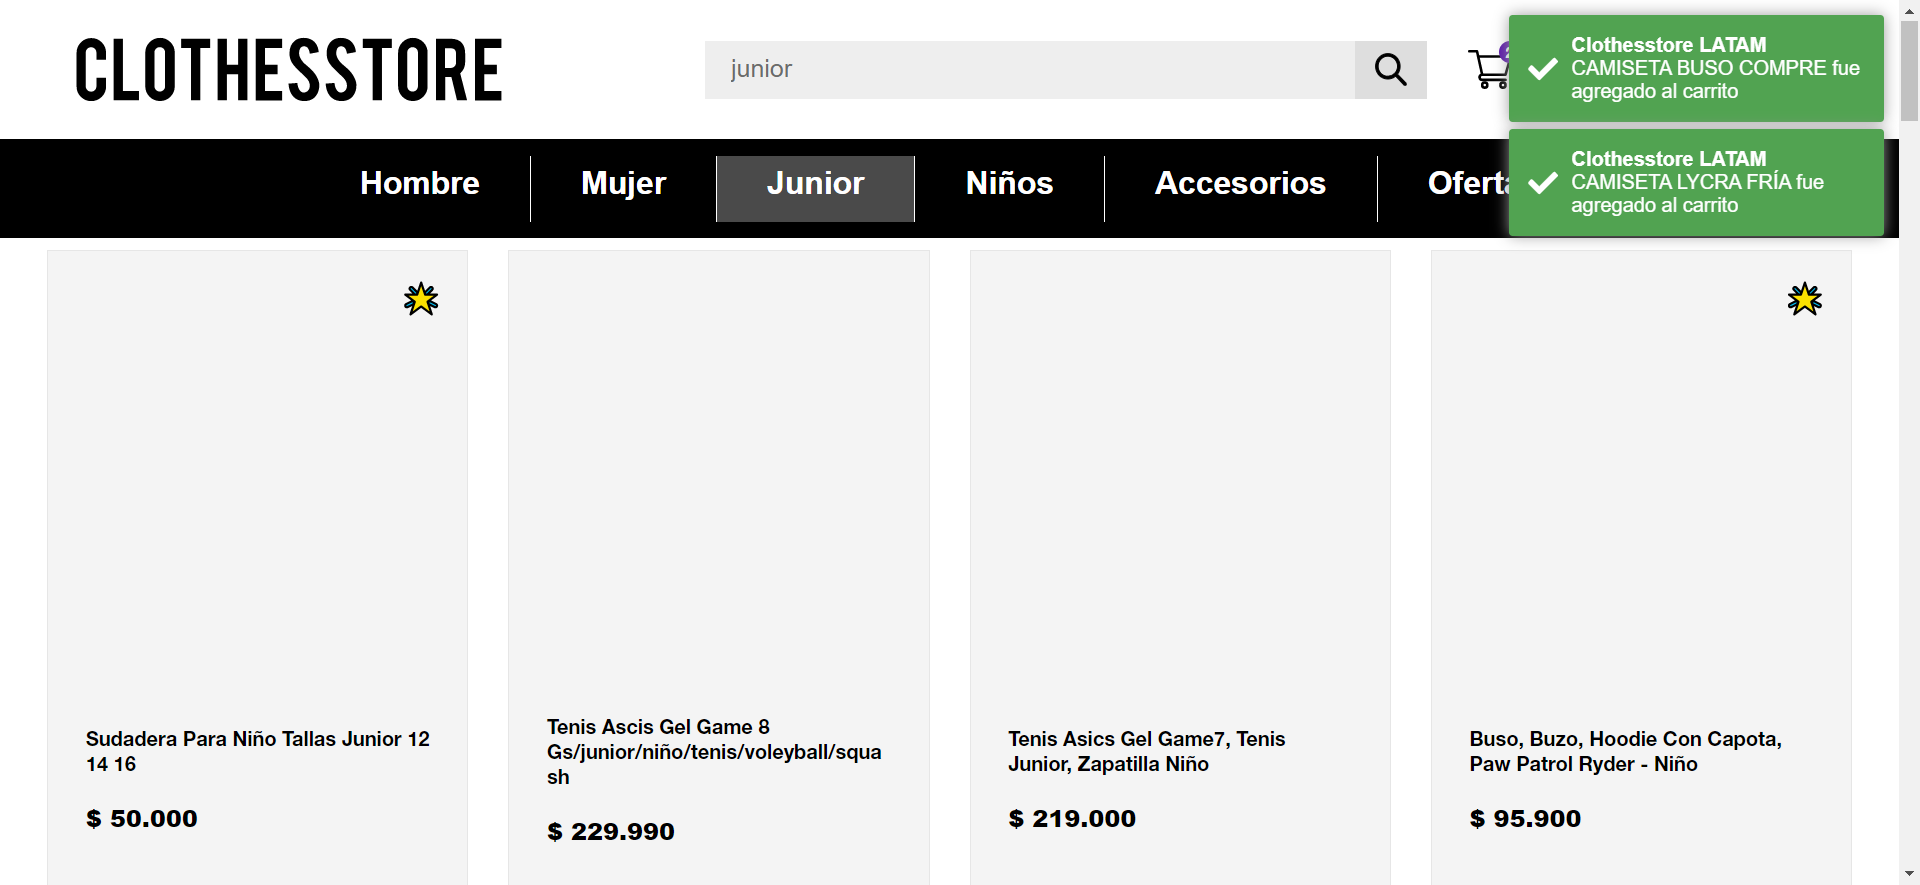 CLOTHESSTORE
junior
Clothesstore LATAM
CAMISETA BUSO COMPRE fue
agregado al carrito
Clothesstore LATAM
CAMISETA LYCRA FRÍA fue
agregado al carrito
Hombre
Mujer
Junior
Niños
Accesorios
Sudadera Para Niño Tallas Junior 12
14 16
$ 50.000
Tenis Ascis Gel Game 8
Gs/junior/niño/tenis/voleyball/squa
sh
$ 229.990
Tenis Asics Gel Game7, Tenis
Junior, Zapatilla Niño
$ 219.000
Buso, Buzo, Hoodie Con Capota,
Paw Patrol Ryder - Niño
$ 95.900